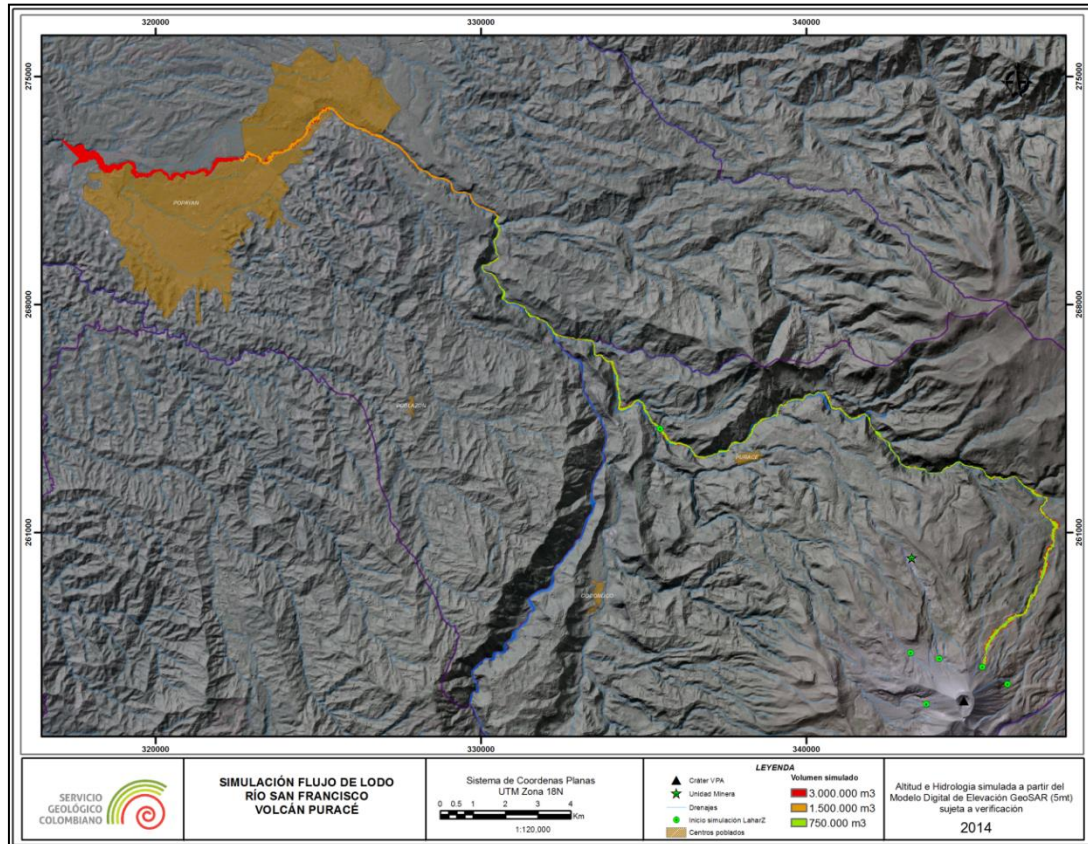 320000 330000 340000
275000 275000
POPAYAN
268000 268000
PURACE
261000 261000
COCONUCO
320000 330000 340000
SERVICIO
GEOLÓGICO
COLOMBIANO
SIMULACIÓN FLUJO DE LODO
RÍO SAN FRANCISCO
VOLCÁN PURACÉ
Sistema de Coordenas Planas
UTM Zona 18N
0 0.5 1 2 3 4
Km
1:120.000
LEYENDA
Cráter VPA
Unidad Minera
Drenajes
Inicio simulación LaharZ
Centros poblados
Volumen simulado
3.000.000 m3
1.500.000 m3
750.000 m3
Altitud e Hidrología simulada a partir del
Modelo Digital de Elevación GeoSAR (5mt)
sujeta a verificación
2014